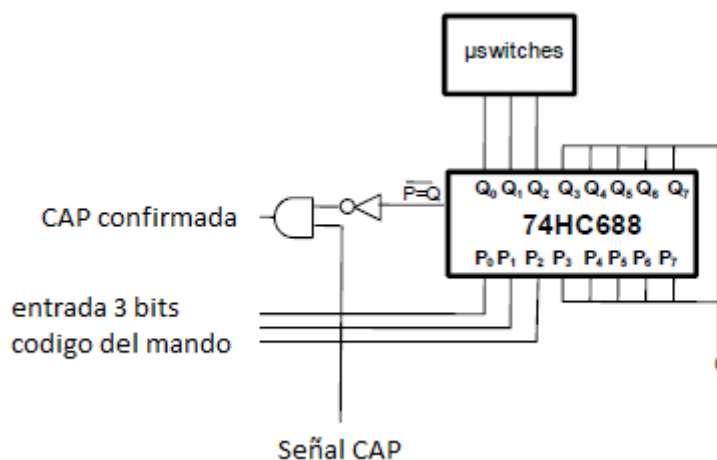 µswitches
P=Q
Q₀ Q₁ Q₂ Q₃ Q₄ Q₅ Q₆ Q₇
74HC688
P₀ P₁ P₂ P₃ P₄ P₅ P₆ P₇
CAP confirmada
entrada 3 bits
codigo del mando
Señal CAP